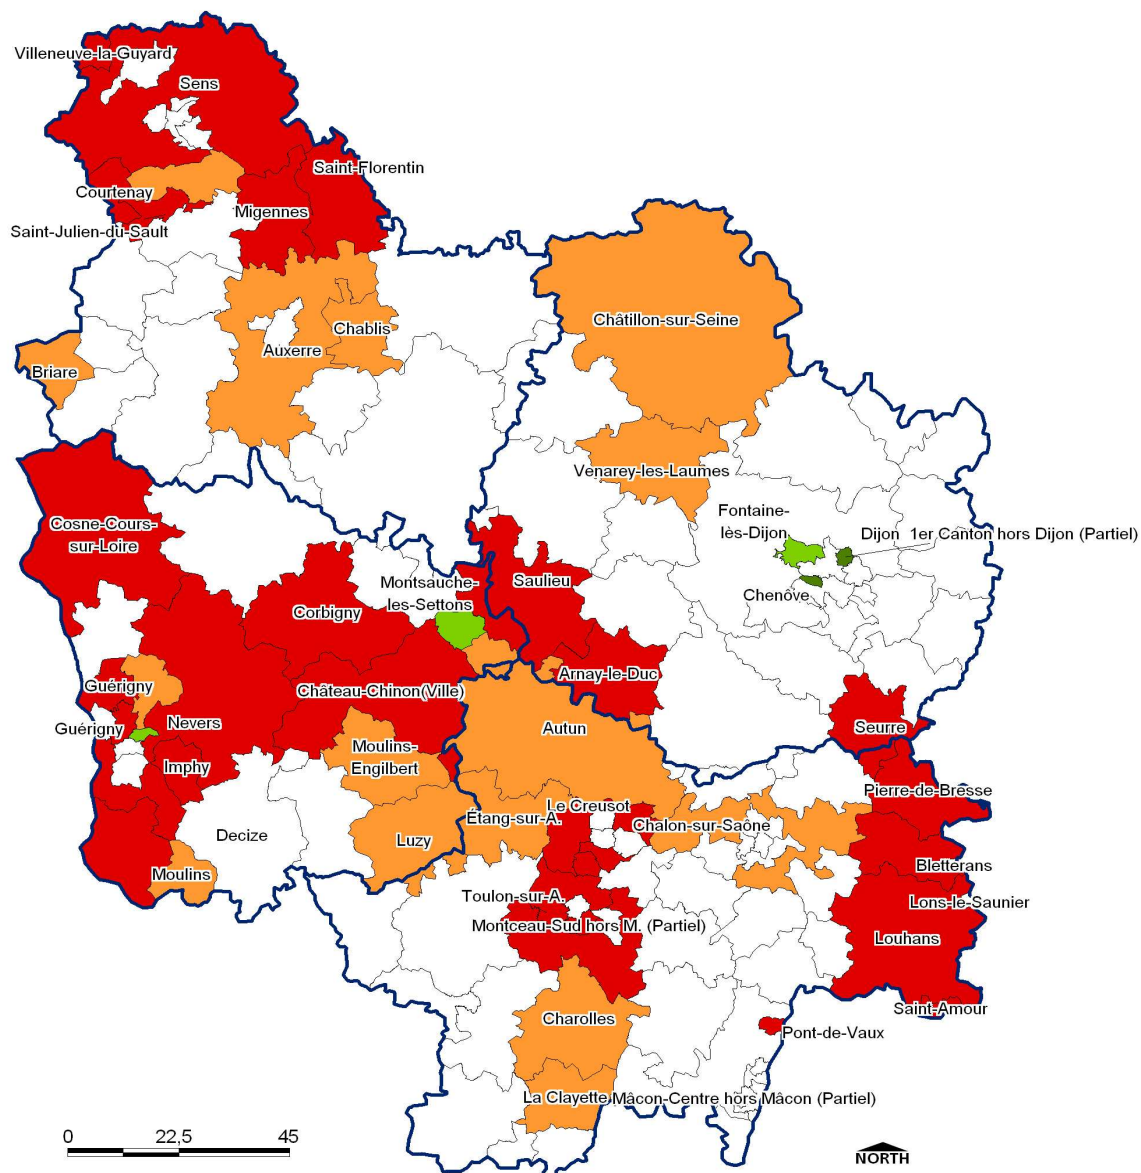 Villeneuve-la-Guyard
Sens
Saint-Florentin
Courtenay
Migennes
Saint-Julien-du-Sault
Châtillon-sur-Seine
Chablis
Auxerre
Briare
Venarey-les-Laumes
Fontaine-
lès-Dijon
Cosne-Cours-
sur-Loire
Dijon 1er Canton hors Dijon (Partiel)
Montsauche-
les-Settons
Saulieu
Chenôve
Corbigny
Arnay-le-Duc
Guérigny
Château-Chinon(Ville)
Guérigny
Nevers
Autun
Seurre
Moulins-
Engilbert
Imphy
Pierre-de-Bresse
Le Creusot
Étang-sur-A.
Chalon-sur-Saône
Decize
Luzy
Bletterans
Moulins
Toulon-sur-A.
Lons-le-Saunier
Montceau-Sud hors M. (Partiel)
Louhans
Saint-Amour
Charolles
Pont-de-Vaux
La Clayette
Mâcon-Centre hors Mâcon (Partiel)
0 22,5 45
NORTH